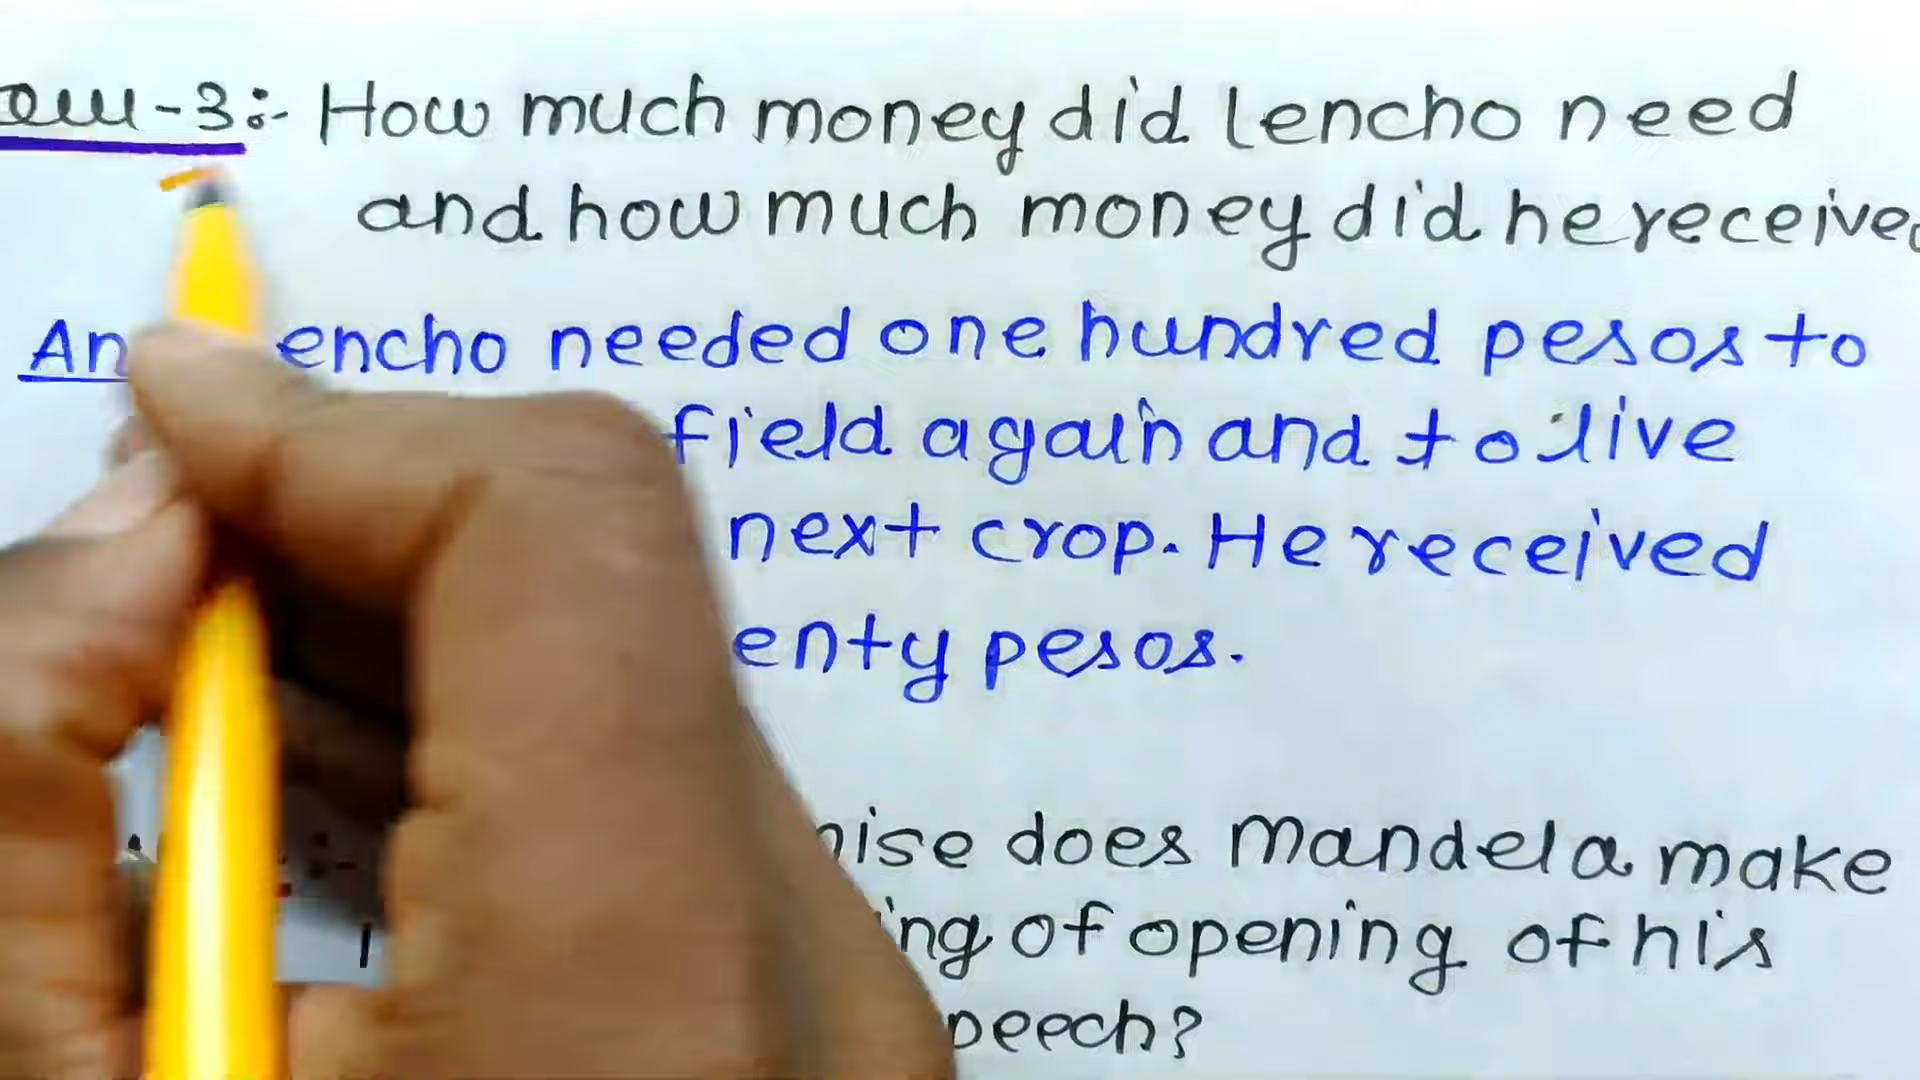 -3:- How much money did lencho need
and how much money did he receive
An encho needed one hundred pesos to
field again and to live
next crop. He received
enty pesos.
mise does Mandela make
ing of opening of his
peech?